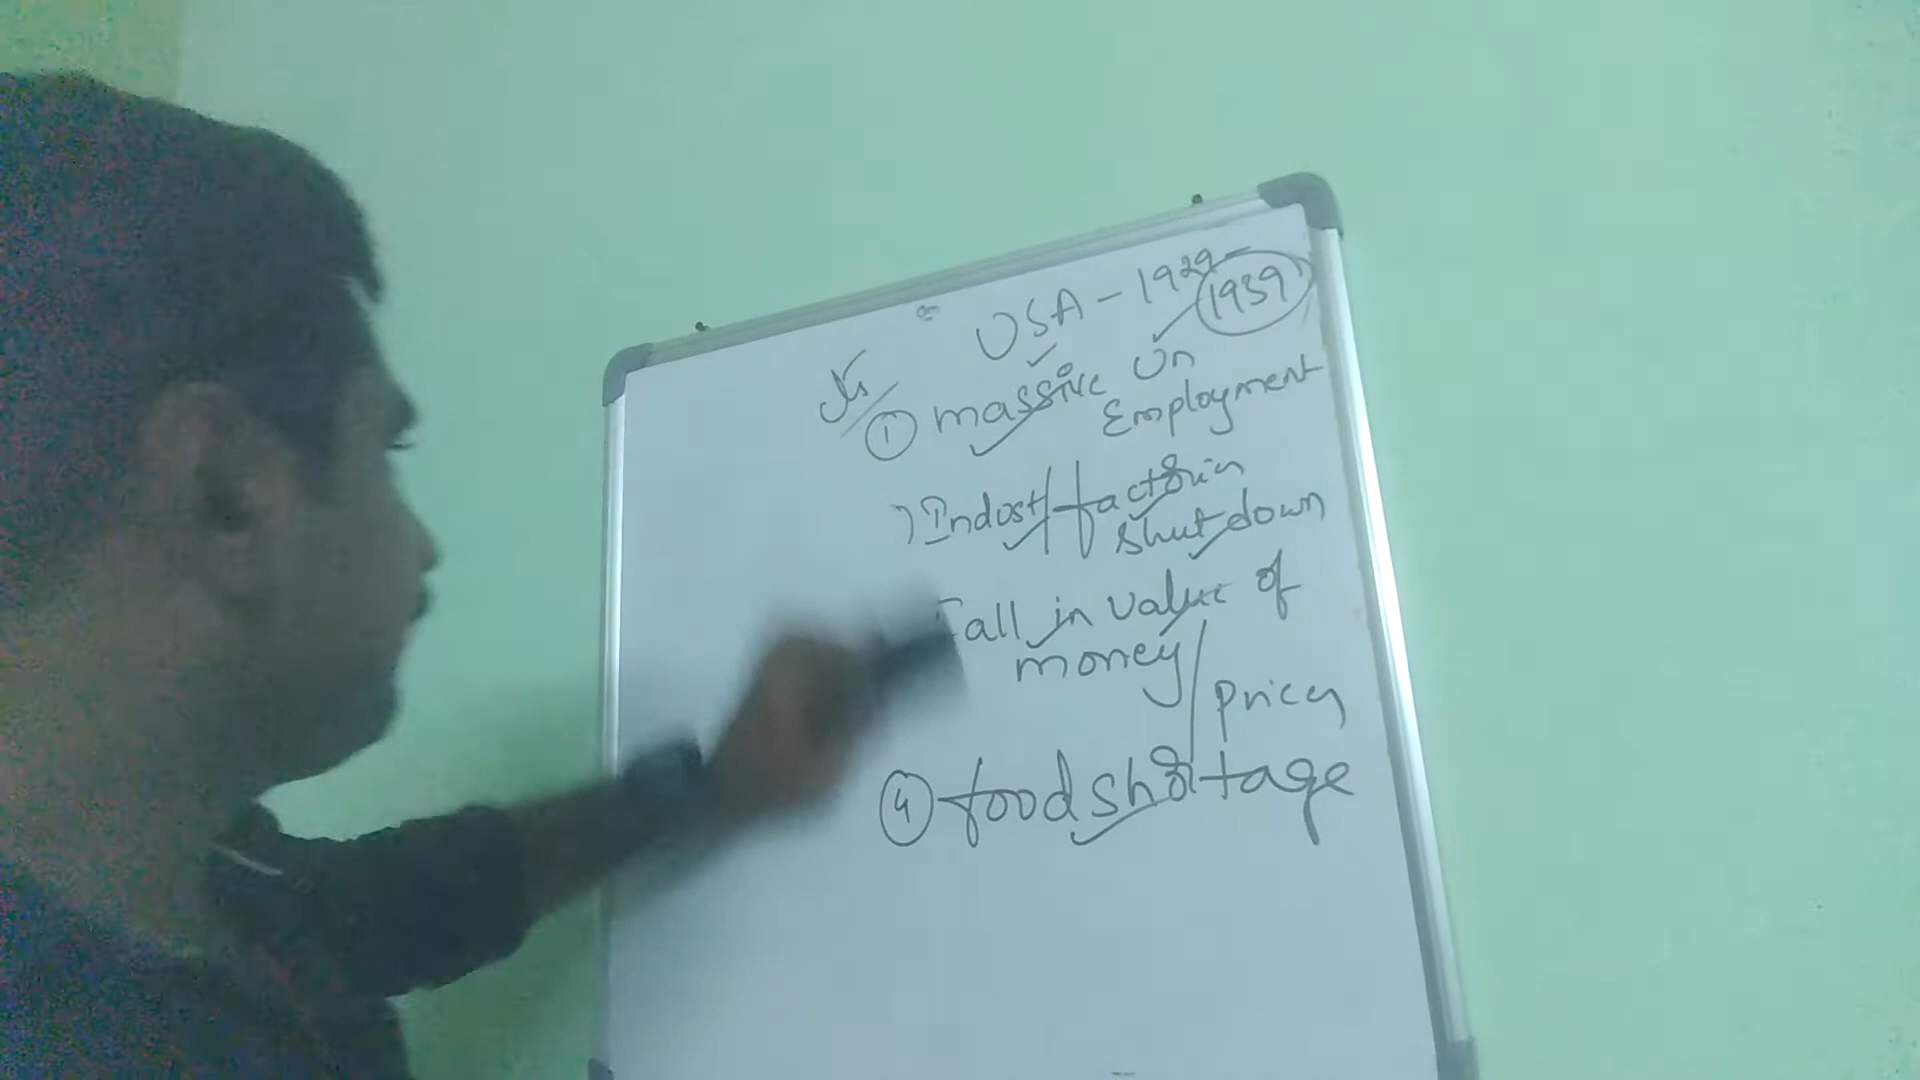 USA - 1929-
1939
① massive Un
Employment
) Indust/factories
shut down
Fall in value of
money/
prices
④ food shortage